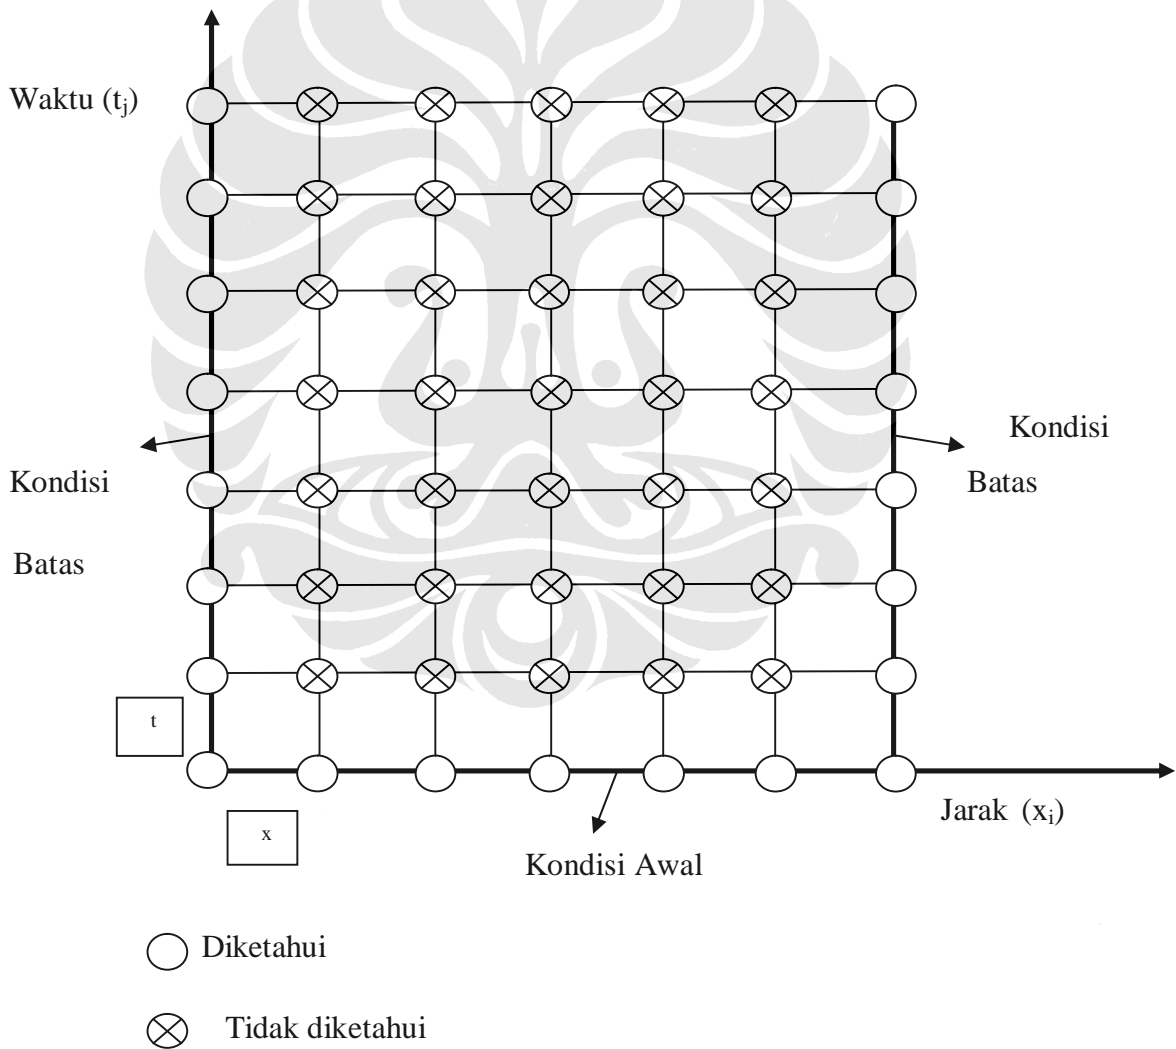 Waktu (tj)
Kondisi
Batas
Kondisi
Batas
t
x
Jarak (xi)
Kondisi Awal
Diketahui
Tidak diketahui